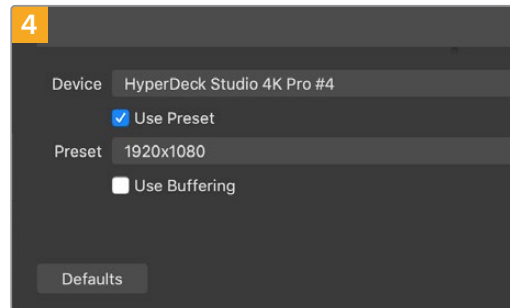 4
Device HyperDeck Studio 4K Pro #4
Use Preset
Preset 1920x1080
Use Buffering
Defaults